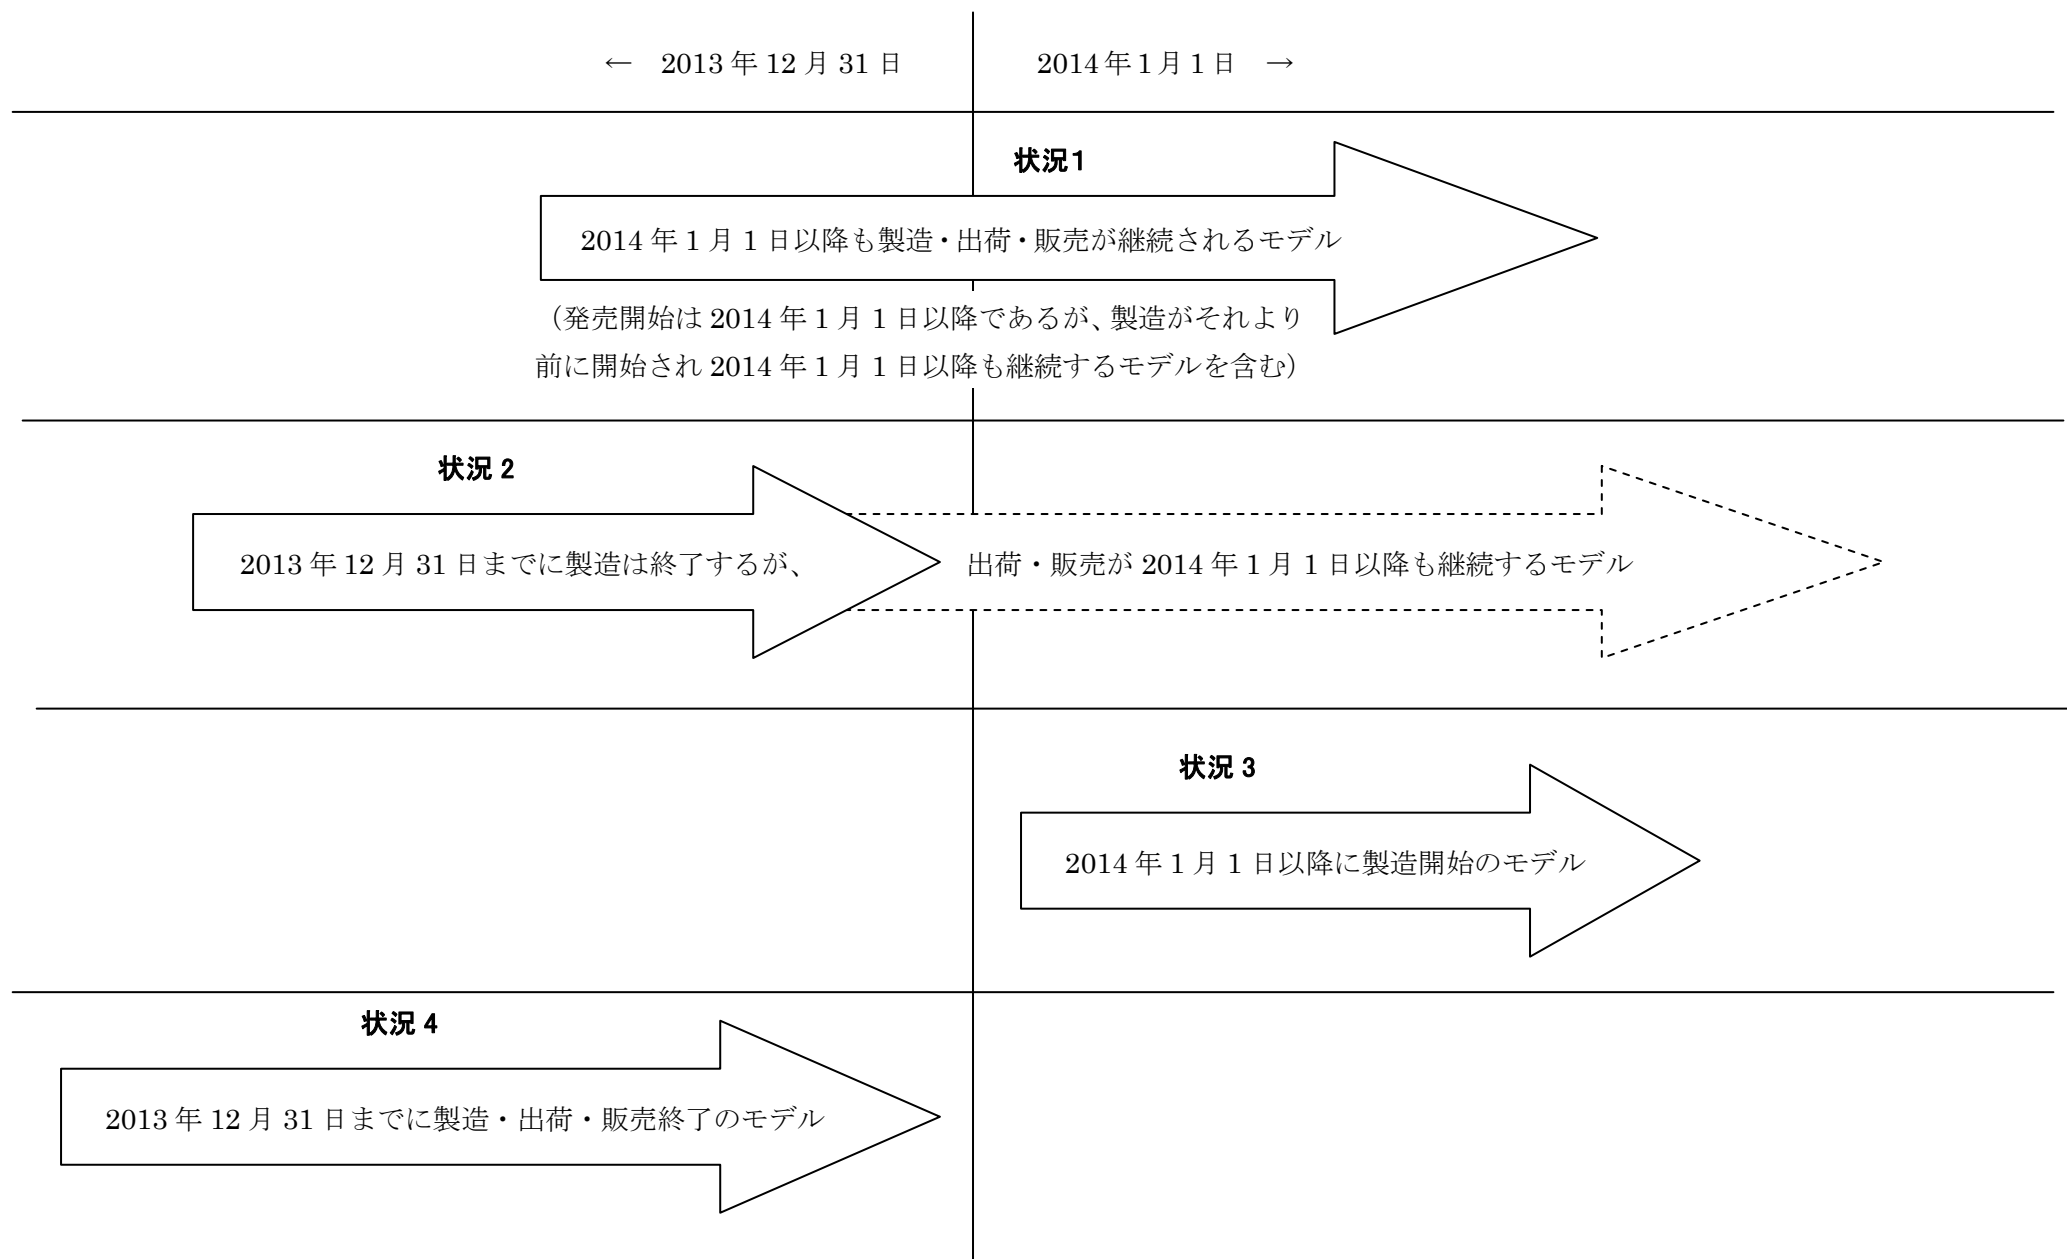 ← 2013 年 12 月 31 日 2014 年 1 月 1 日 →
状況1
2014 年 1 月 1 日以降も製造・出荷・販売が継続されるモデル
（発売開始は 2014 年 1 月 1 日以降であるが、製造がそれより
前に開始され 2014 年 1 月 1 日以降も継続するモデルを含む）
状況 2
2013 年 12 月 31 日までに製造は終了するが、 出荷・販売が 2014 年 1 月 1 日以降も継続するモデル
状況 3
2014 年 1 月 1 日以降に製造開始のモデル
状況 4
2013 年 12 月 31 日までに製造・出荷・販売終了のモデル